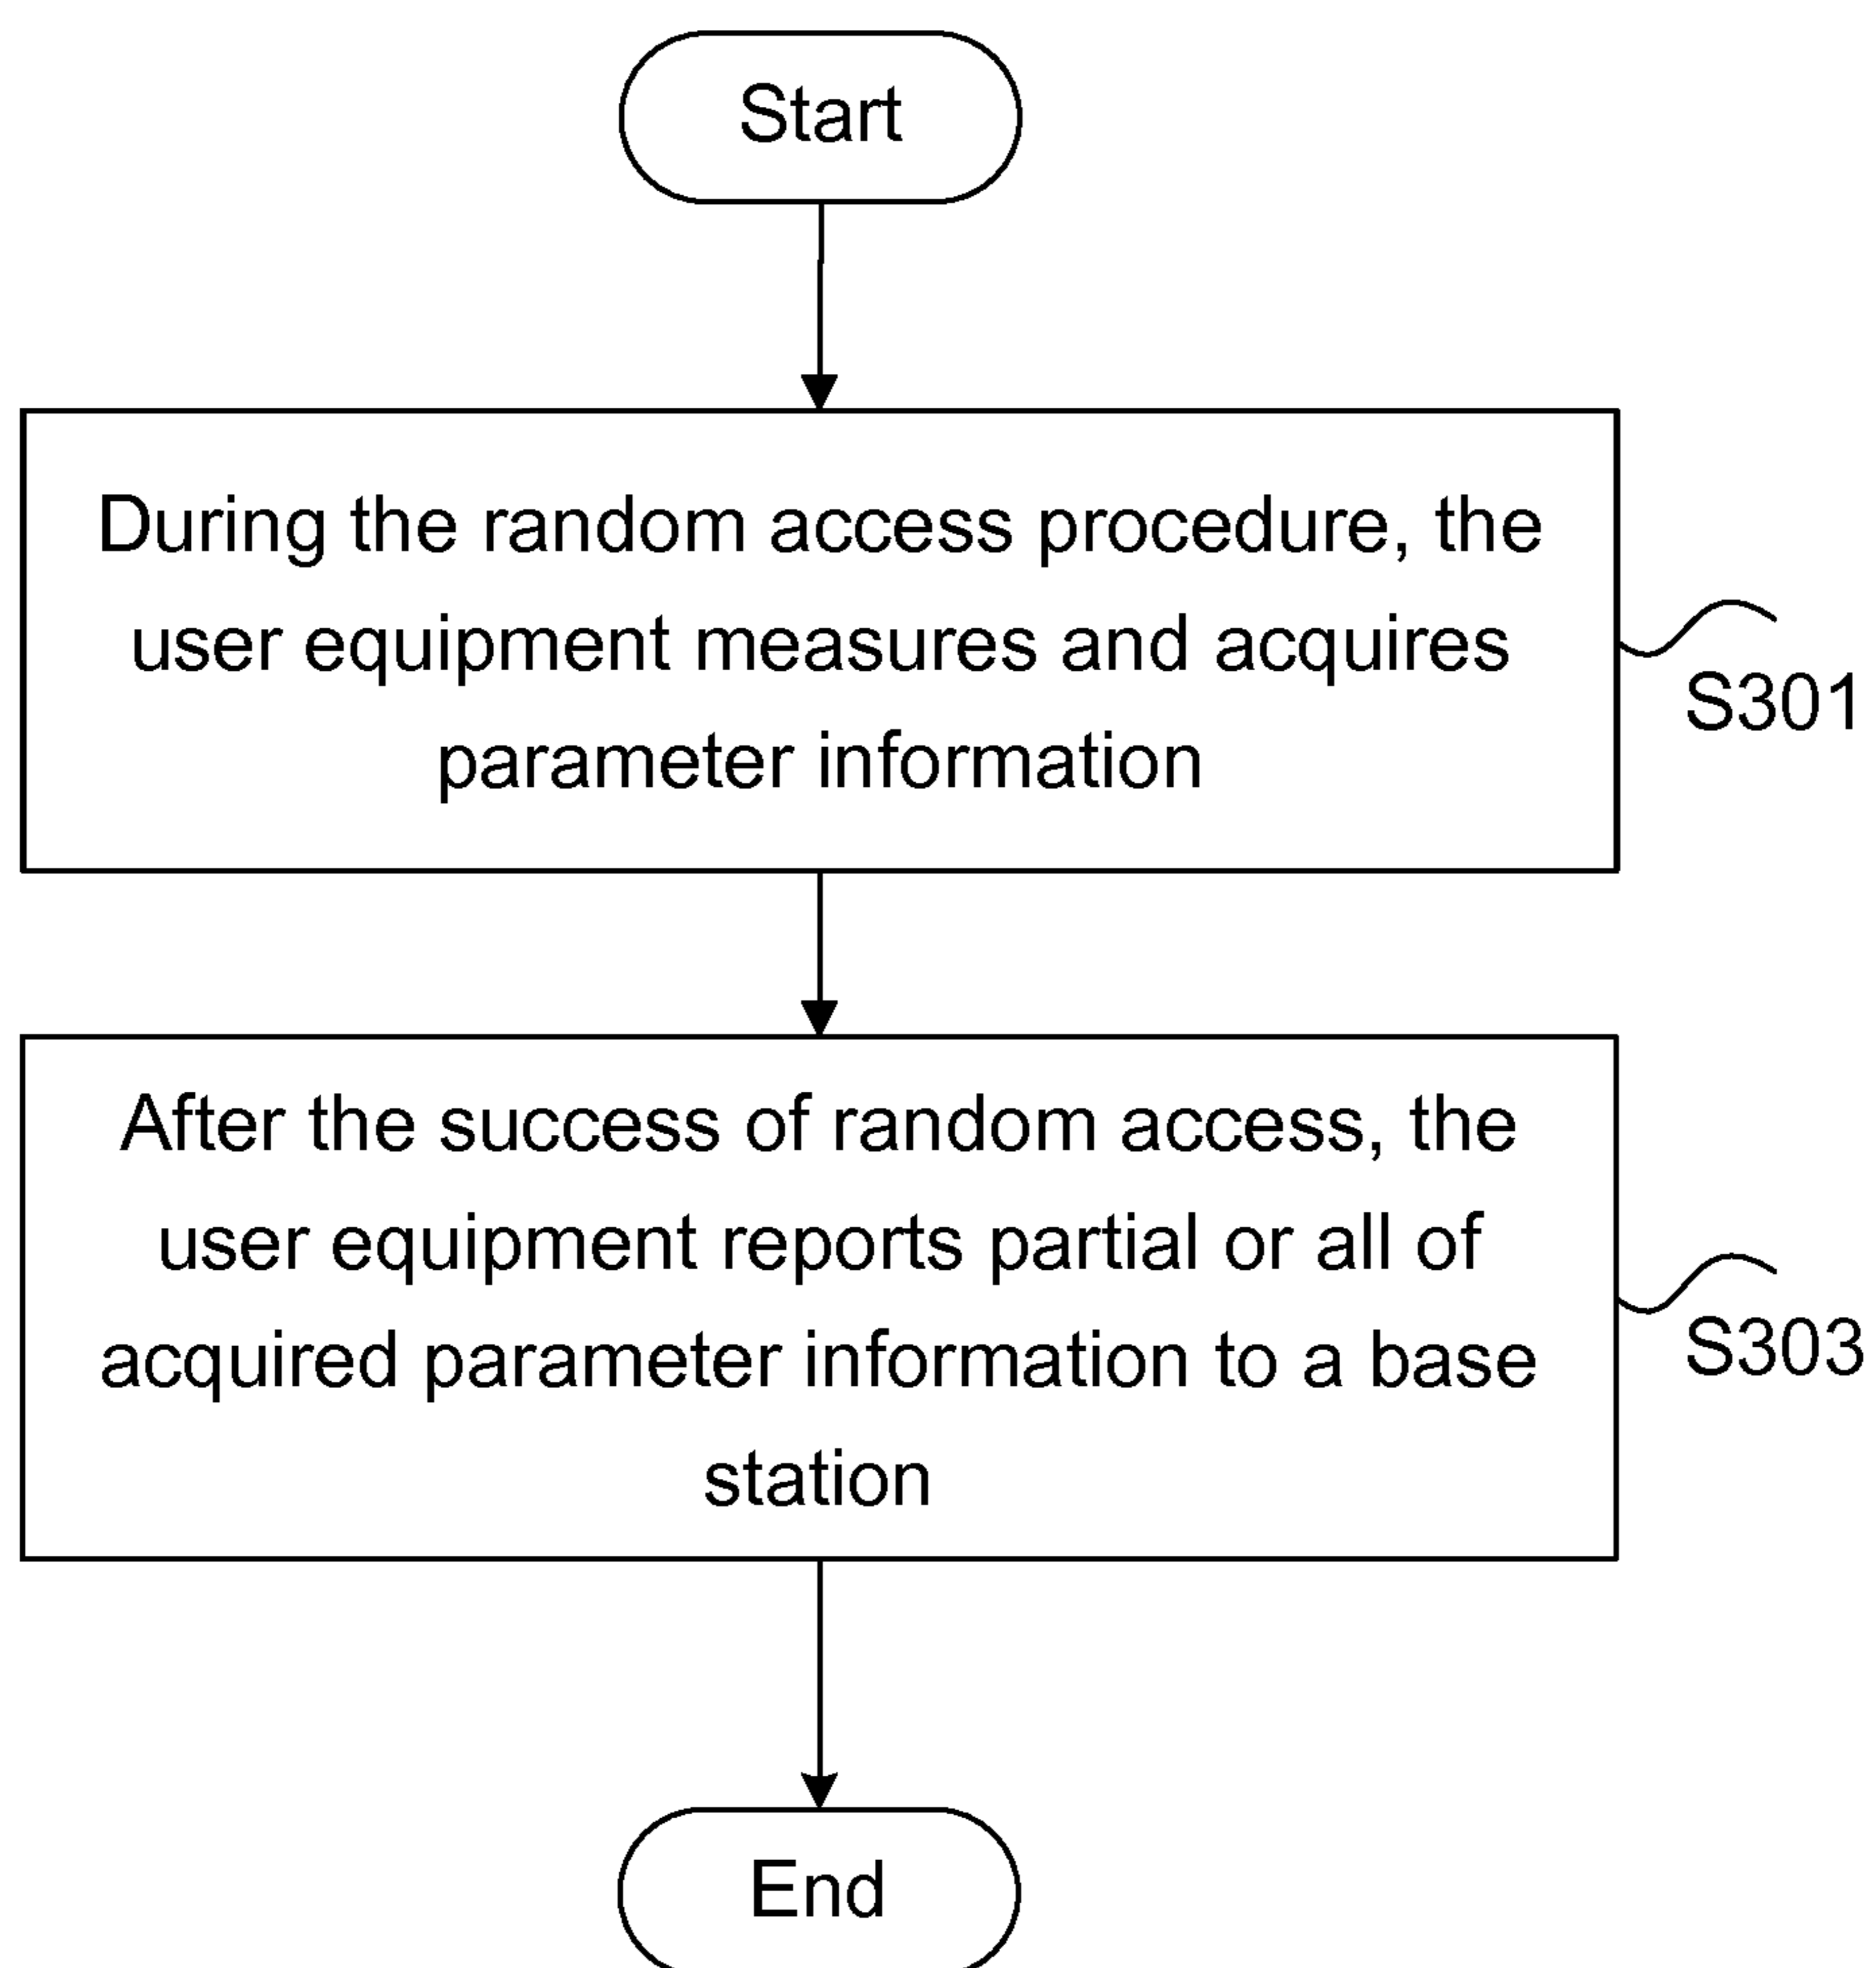 Start
During the random access procedure, the
user equipment measures and acquires
parameter information
S301
After the success of random access, the
user equipment reports partial or all of
acquired parameter information to a base
station
S303
End